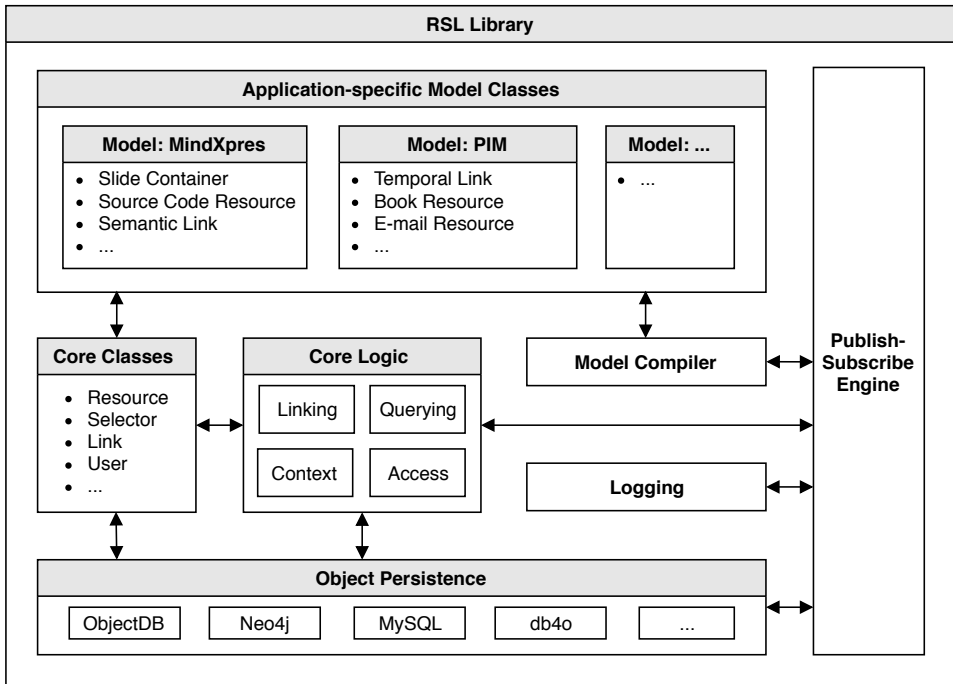 RSL Library
Application-specific Model Classes
Model: MindXpres
• Slide Container
• Source Code Resource
• Semantic Link
• ...
Model: PIM
• Temporal Link
• Book Resource
• E-mail Resource
• ...
Model: ...
• ...
Publish-
Subscribe
Engine
Core Classes
• Resource
• Selector
• Link
• User
• ...
Core Logic
Linking
Querying
Context
Access
Model Compiler
Logging
Object Persistence
ObjectDB
Neo4j
MySQL
db4o
...